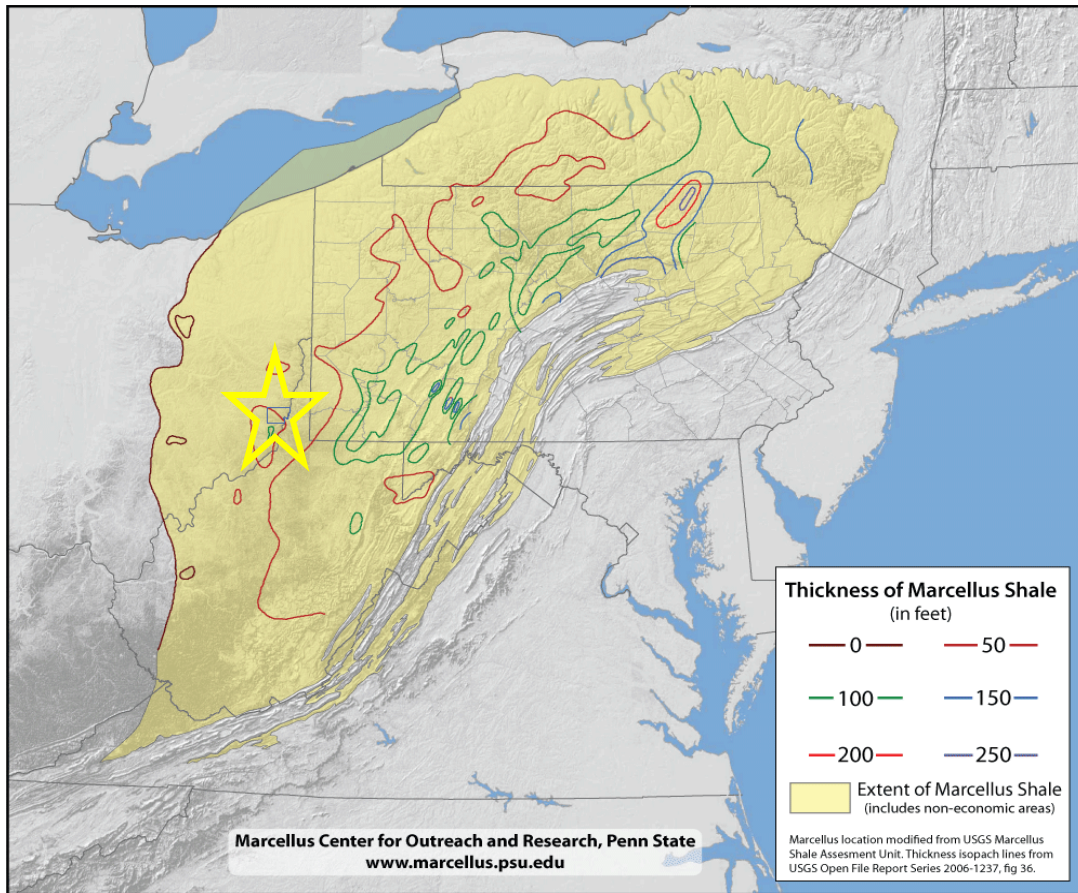 Thickness of Marcellus Shale
(in feet)
0
50
100
150
200
250
Extent of Marcellus Shale
(includes non-economic areas)
Marcellus location modified from USGS Marcellus
Shale Assesment Unit. Thickness isopach lines from
USGS Open File Report Series 2006-1237, fig 36.
Marcellus Center for Outreach and Research, Penn State
www.marcellus.psu.edu